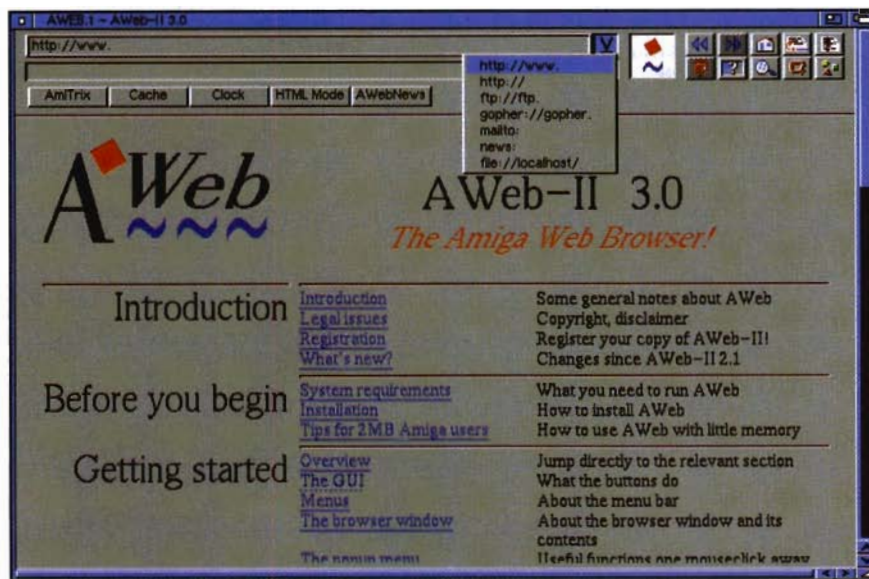 AWEB.1 ~ AWeb-II 3.0
http://www.
V
http://www.
http://
ftp://ftp.
gopher://gopher.
mailto:
news:
file://localhost/
AmiTrix Cache Clock HTML Mode AWebNews
AWeb
AWeb-II 3.0
The Amiga Web Browser!
Introduction
Introduction Some general notes about AWeb
Legal issues Copyright, disclaimer
Registration Register your copy of AWeb-II!
What's new? Changes since AWeb-II 2.1
Before you begin
System requirements What you need to run AWeb
Installation How to install AWeb
Tips for 2MB Amiga users How to use AWeb with little memory
Getting started
Overview Jump directly to the relevant section
The GUI What the buttons do
Menus About the menu bar
The browser window About the browser window and its
contents
The popup menu Useful functions one mouseclick away